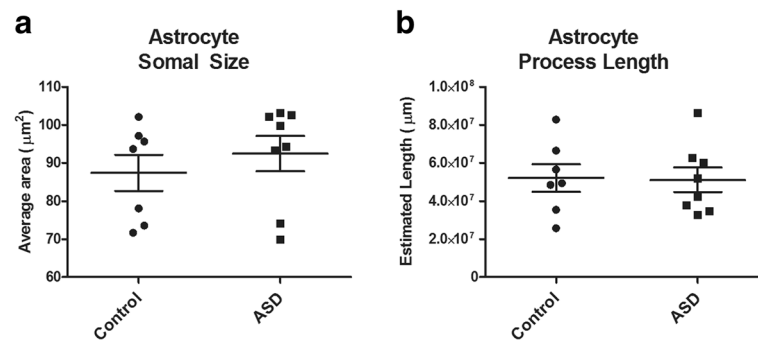 a
Astrocyte
Somal Size
Average area ( μm²)
110
100
90
80
70
60
Control
ASD
b
Astrocyte
Process Length
Estimated Length ( μm)
1.0×10⁸
8.0×10⁷
6.0×10⁷
4.0×10⁷
2.0×10⁷
0
Control
ASD